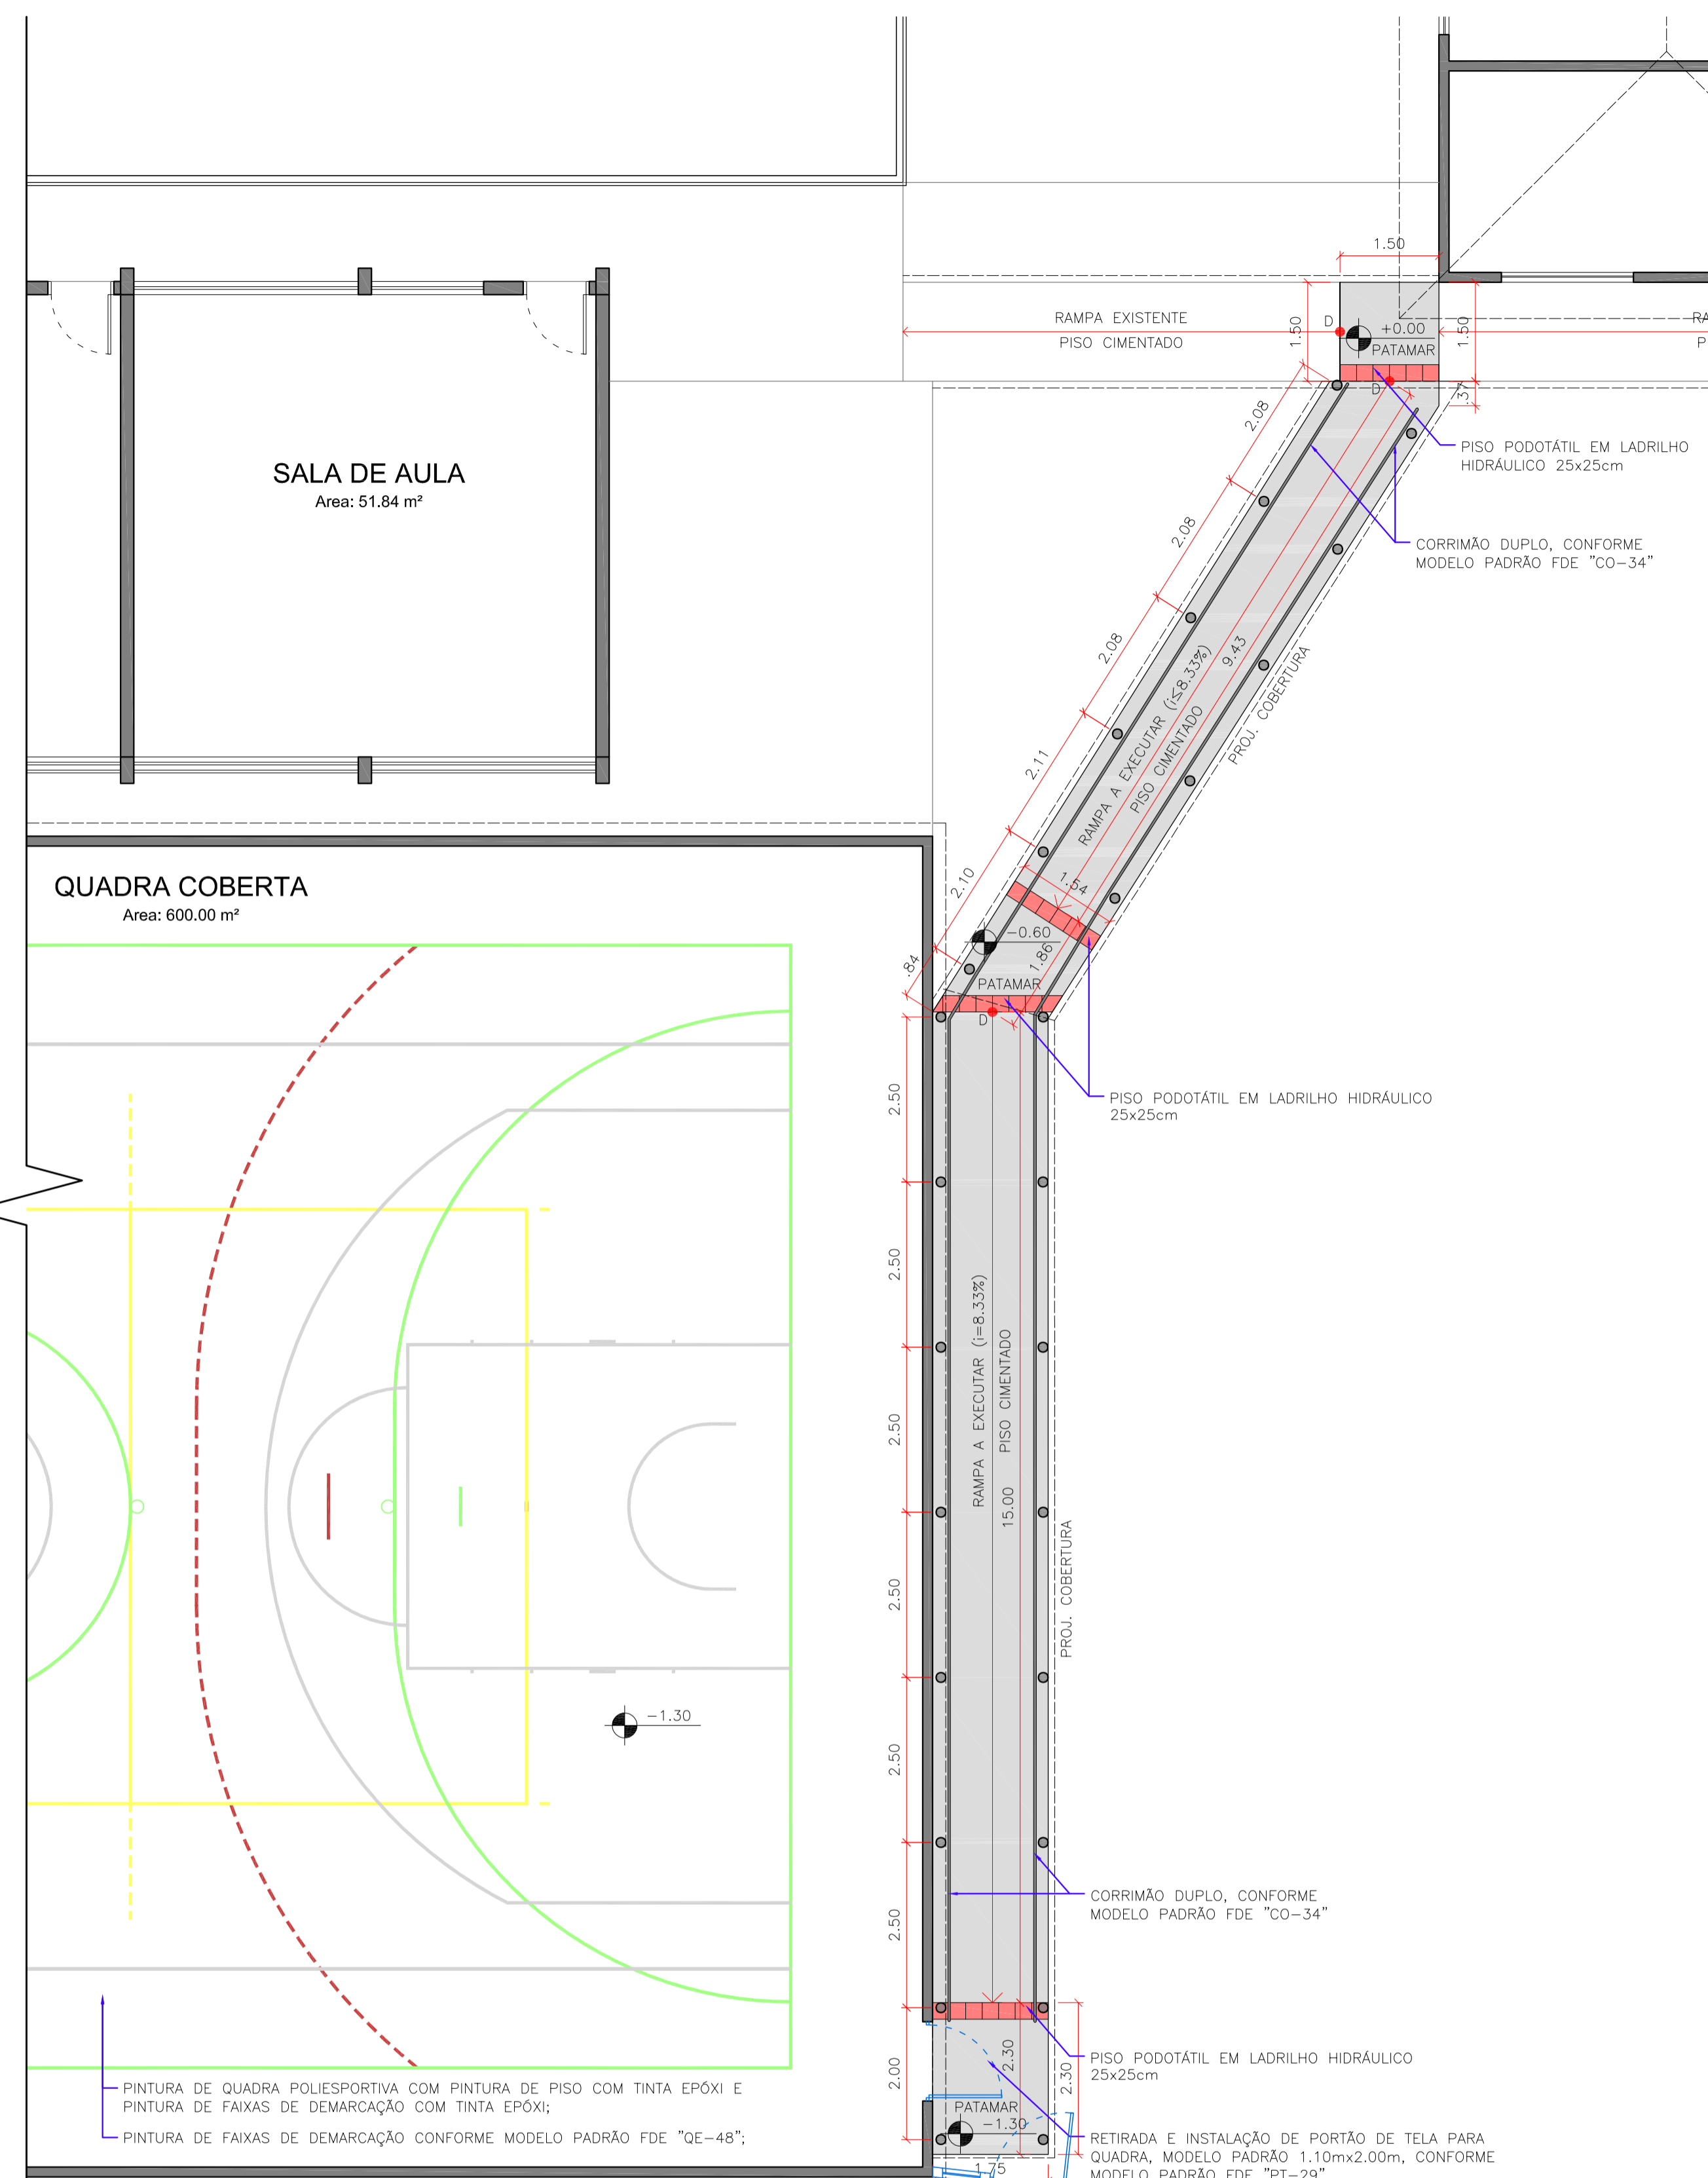 1.50
RAMPA EXISTENTE
PISO CIMENTADO
1.50
D
+0.00
PATAMAR
1.50
RA
P
D
.37
2.08
PISO PODOTÁTIL EM LADRILHO
HIDRÁULICO 25x25cm
SALA DE AULA
Area: 51.84 m²
2.08
CORRIMÃO DUPLO, CONFORME
MODELO PADRÃO FDE "CO-34"
2.08
RAMPA A EXECUTAR (i≤8.33%)
PISO CIMENTADO
9.43
PROJ. COBERTURA
2.11
2.10
1.54
QUADRA COBERTA
Area: 600.00 m²
-0.60
1.86
.84
PATAMAR
D
2.50
PISO PODOTÁTIL EM LADRILHO HIDRÁULICO
25x25cm
2.50
2.50
RAMPA A EXECUTAR (i=8.33%)
15.00 PISO CIMENTADO
2.50
PROJ. COBERTURA
-1.30
2.50
2.50
CORRIMÃO DUPLO, CONFORME
MODELO PADRÃO FDE "CO-34"
2.00
2.30
2.30
PISO PODOTÁTIL EM LADRILHO HIDRÁULICO
25x25cm
PINTURA DE QUADRA POLIESPORTIVA COM PINTURA DE PISO COM TINTA EPÓXI E
PINTURA DE FAIXAS DE DEMARCAÇÃO COM TINTA EPÓXI;
PINTURA DE FAIXAS DE DEMARCAÇÃO CONFORME MODELO PADRÃO FDE "QE-48";
PATAMAR
-1.30
1.75
RETIRADA E INSTALAÇÃO DE PORTÃO DE TELA PARA
QUADRA, MODELO PADRÃO 1.10mx2.00m, CONFORME
MODELO PADRÃO FDE "PT-29"